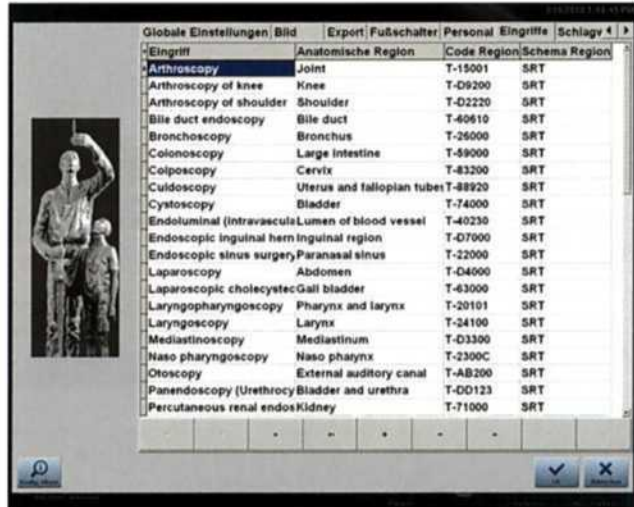 Globale Einstellungen Bild Export Fußschalter Personal Eingriffe Schlagv
Eingriff Anatomische Region Code Region Schema Region
Arthroscopy Joint T-15001 SRT
Arthroscopy of knee Knee T-D9200 SRT
Arthroscopy of shoulder Shoulder T-D2220 SRT
Bile duct endoscopy Bile duct T-60610 SRT
Bronchoscopy Bronchus T-26000 SRT
Colonoscopy Large intestine T-59000 SRT
Colposcopy Cervix T-83200 SRT
Culdoscopy Uterus and fallopian tubes T-88920 SRT
Cystoscopy Bladder T-74000 SRT
Endoluminal (intravascula Lumen of blood vessel T-40230 SRT
Endoscopic inguinal hern Inguinal region T-D7000 SRT
Endoscopic sinus surgery Paranasal sinus T-22000 SRT
Laparoscopy Abdomen T-D4000 SRT
Laparoscopic cholecystec Gall bladder T-63000 SRT
Laryngopharyngoscopy Pharynx and larynx T-20101 SRT
Laryngoscopy Larynx T-24100 SRT
Mediastinoscopy Mediastinum T-D3300 SRT
Naso pharyngoscopy Naso pharynx T-2300C SRT
Otoscopy External auditory canal T-AB200 SRT
Panendoscopy (Urethrocy Bladder and urethra T-DD123 SRT
Percutaneous renal endos Kidney T-71000 SRT